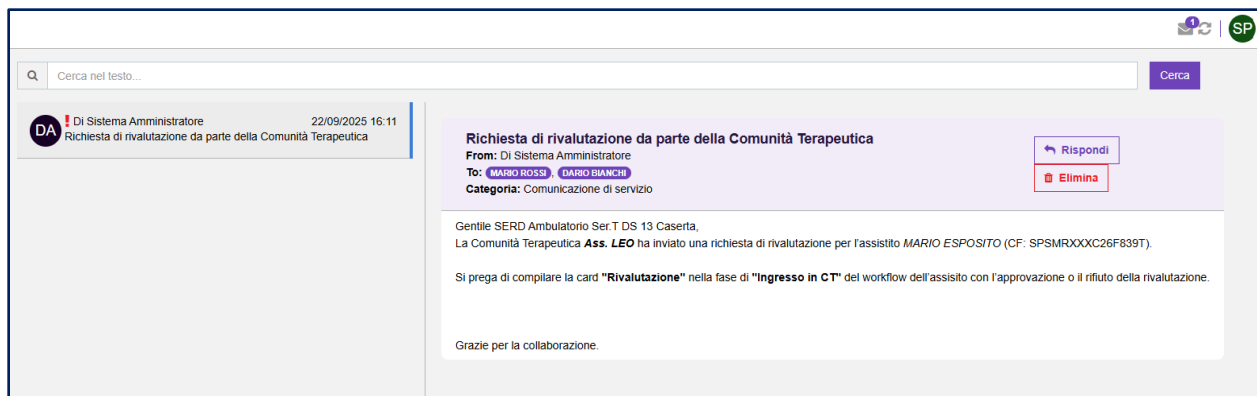 1
SP
Cerca nel testo...
Cerca
DA
! Di Sistema Amministratore 22/09/2025 16:11
Richiesta di rivalutazione da parte della Comunità Terapeutica
Richiesta di rivalutazione da parte della Comunità Terapeutica
From: Di Sistema Amministratore
To: MARIO ROSSI, DARIO BIANCHI
Categoria: Comunicazione di servizio
Rispondi
Elimina
Gentile SERD Ambulatorio Ser.T DS 13 Caserta,
La Comunità Terapeutica Ass. LEO ha inviato una richiesta di rivalutazione per l'assistito MARIO ESPOSITO (CF: SPSMRXXXC26F839T).
Si prega di compilare la card "Rivalutazione" nella fase di "Ingresso in CT" del workflow dell'assisito con l'approvazione o il rifiuto della rivalutazione.
Grazie per la collaborazione.